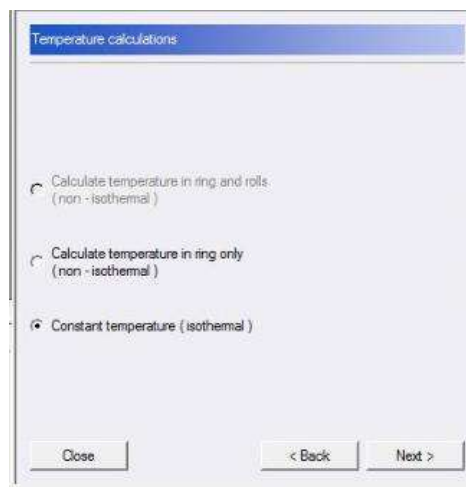 Temperature calculations
Calculate temperature in ring and rolls
( non - isothermal )
Calculate temperature in ring only
( non - isothermal )
Constant temperature ( isothermal )
Close
< Back
Next >